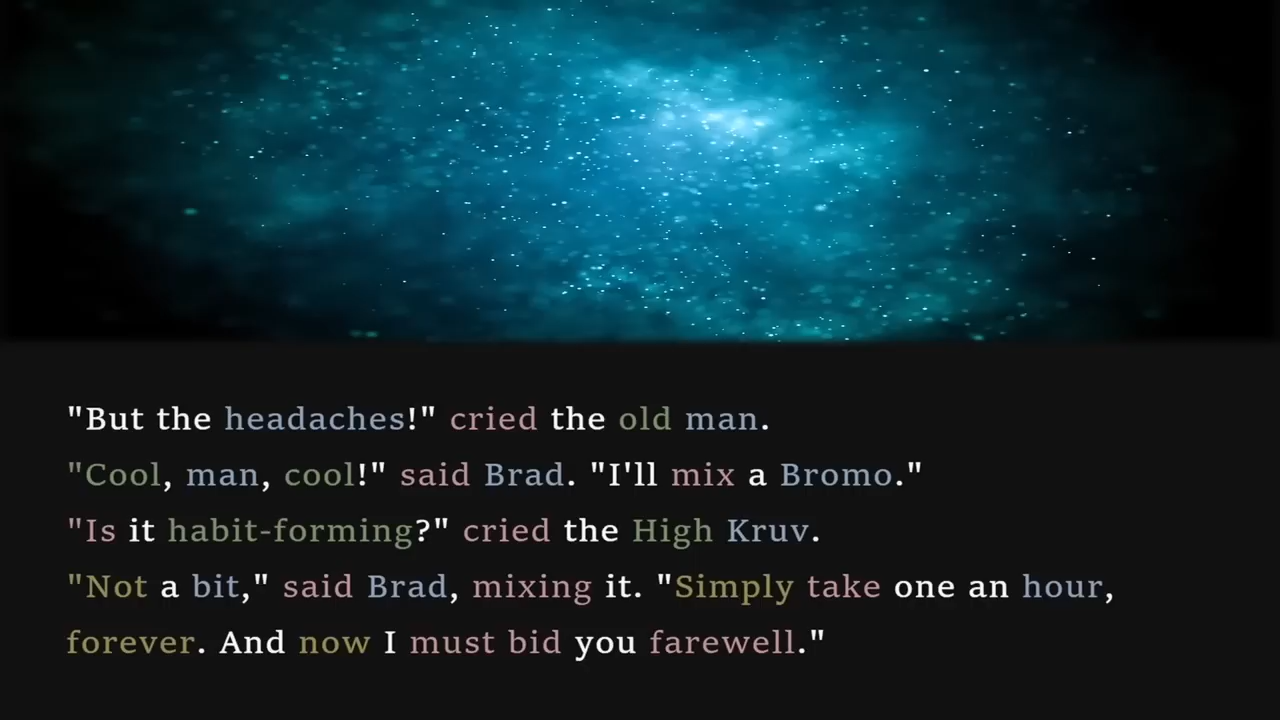 "But the headaches!" cried the old man.
"Cool, man, cool!" said Brad. "I'll mix a Bromo."
"Is it habit-forming?" cried the High Kruv.
"Not a bit," said Brad, mixing it. "Simply take one an hour,
forever. And now I must bid you farewell."